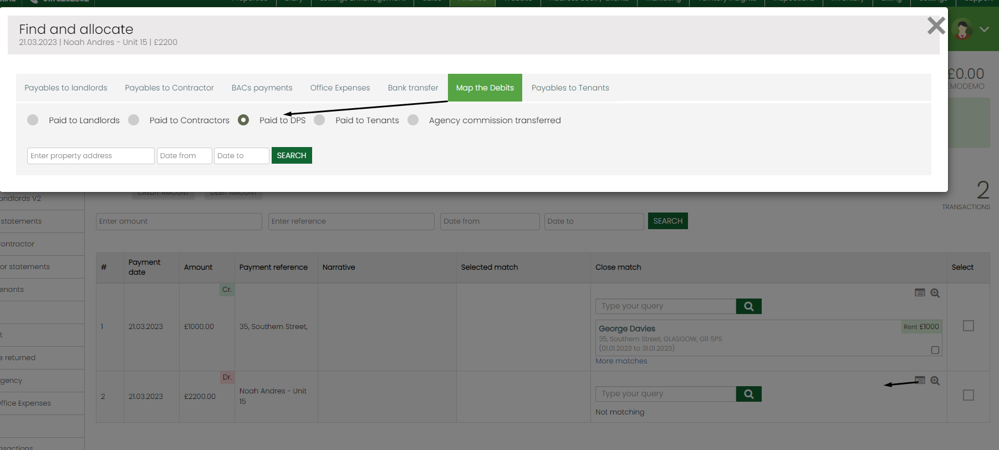 Find and allocate
21.03.2023 | Noah Andres - Unit 15 | £2200
Payables to landlords Payables to Contractor BACs payments Office Expenses Bank transfer Map the Debits Payables to Tenants
Paid to Landlords Paid to Contractors Paid to DPS Paid to Tenants Agency commission transferred
Enter property address Date from Date to SEARCH
£0.00
EMODEMO
2
TRANSACTIONS
andlords V2
statements
ontractor
or statements
enants
t
e returned
gency
ffice Expenses
nsactions
CREDIT AMOUNT DEBIT AMOUNT
Enter amount Enter reference Date from Date to SEARCH
# Payment date Amount Payment reference Narrative Selected match Close match Select
Cr.
1 21.03.2023 £1000.00 35, Southern Street,
Type your query
George Davies Rent £1000
35, Southern Street, GLASGOW, G11 5PS
(01.01.2023 to 31.01.2023)
More matches
Dr.
2 21.03.2023 £2200.00 Noah Andres - Unit 15
Type your query
Not matching